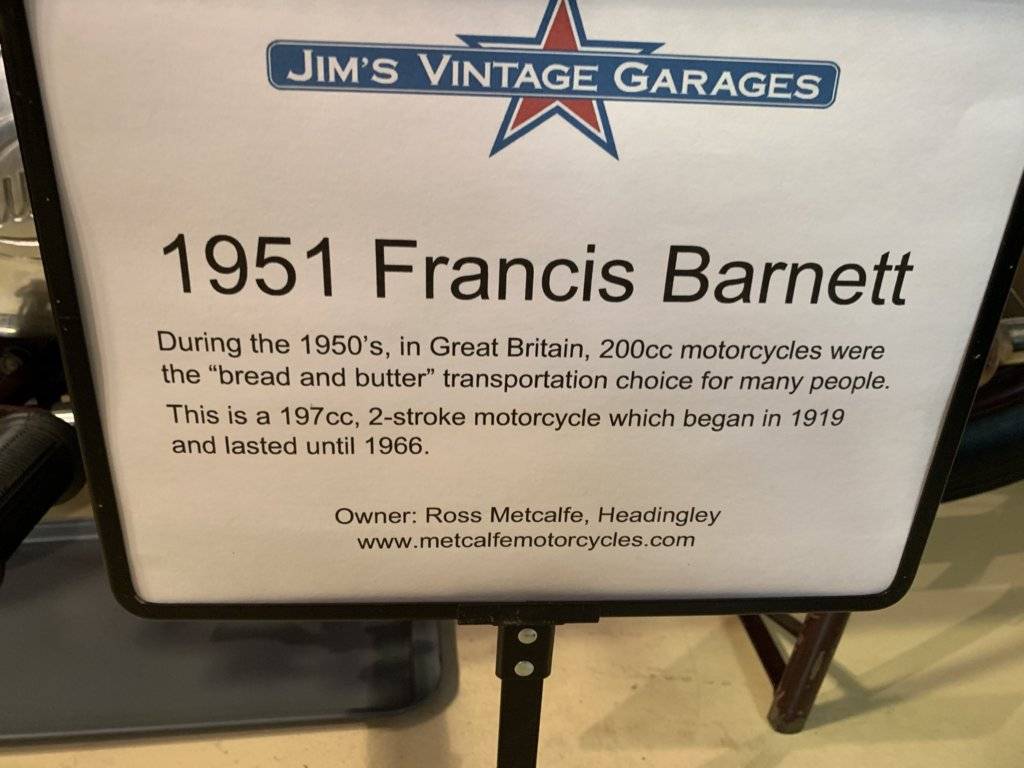 JIM'S VINTAGE GARAGES
1951 Francis Barnett
During the 1950's, in Great Britain, 200cc motorcycles were
the "bread and butter" transportation choice for many people.
This is a 197cc, 2-stroke motorcycle which began in 1919
and lasted until 1966.
Owner: Ross Metcalfe, Headingley
www.metcalfemotorcycles.com